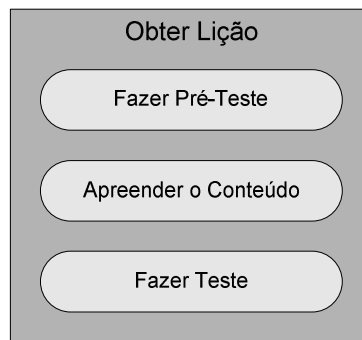 Obter Lição
Fazer Pré-Teste
Apreender o Conteúdo
Fazer Teste